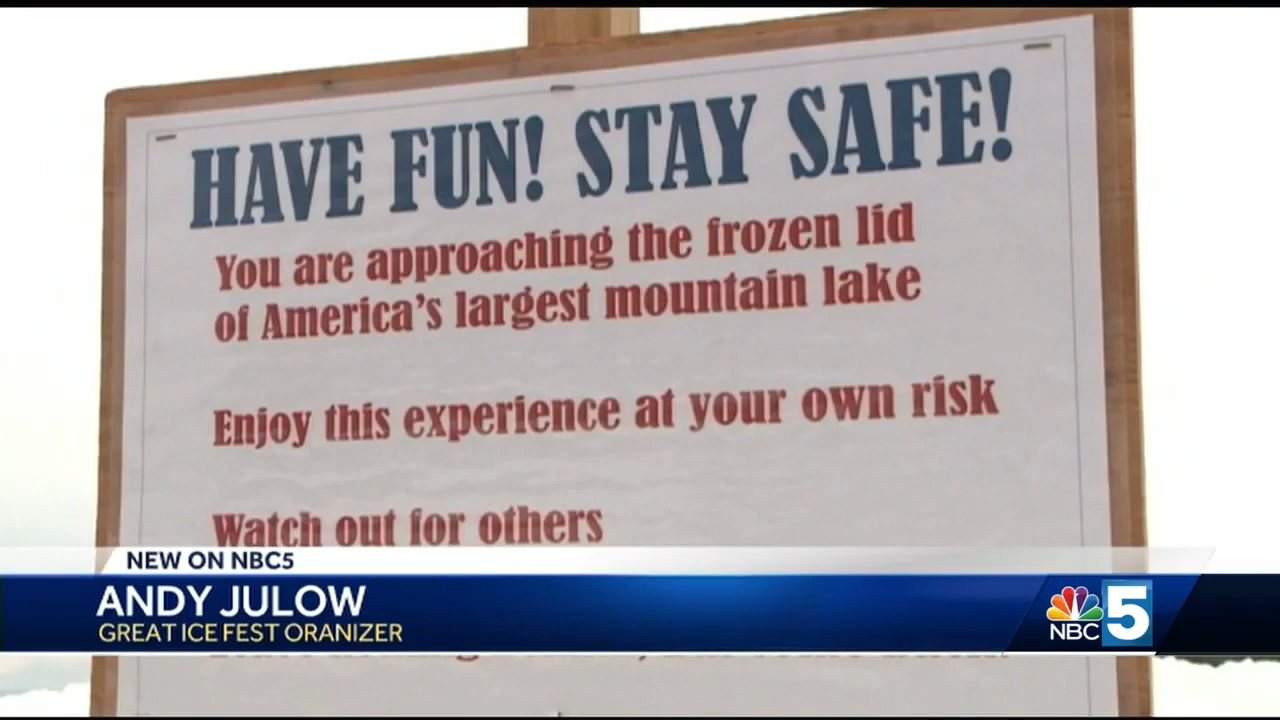 HAVE FUN! STAY SAFE!
You are approaching the frozen lid
of America's largest mountain lake
Enjoy this experience at your own risk
Watch out for others
NEW ON NBC5
ANDY JULOW
GREAT ICE FEST ORANIZER
NBC 5